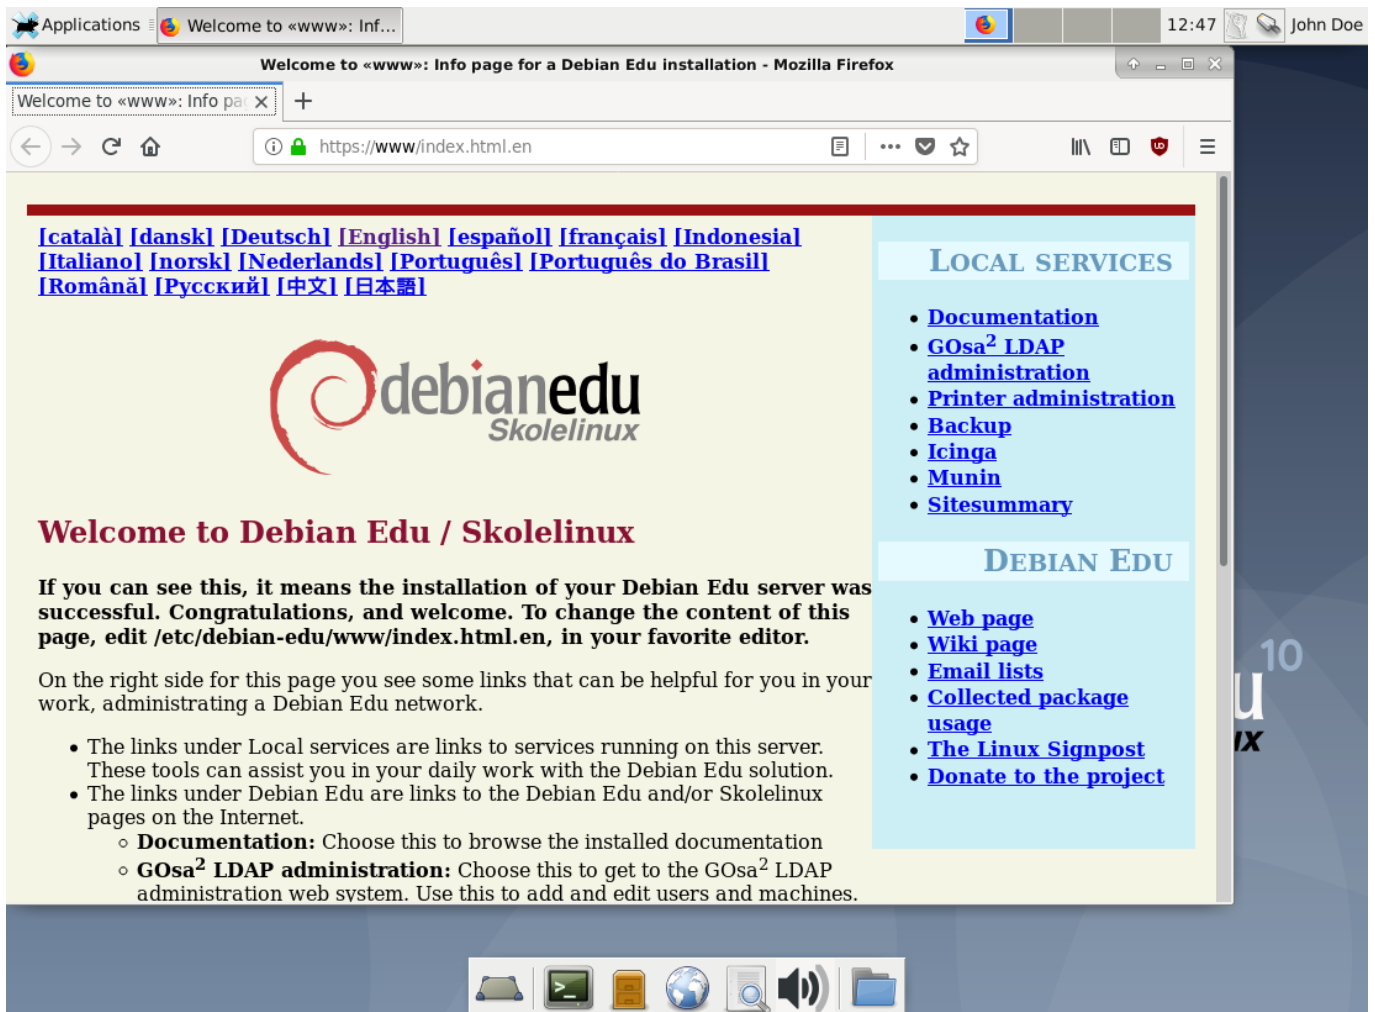 Applications
Welcome to «www»: Inf...
12:47
John Doe
Welcome to «www»: Info page for a Debian Edu installation - Mozilla Firefox
Welcome to «www»: Info pa
https://www/index.html.en
[català] [dansk] [Deutsch] [English] [español] [français] [Indonesia]
[Italiano] [norsk] [Nederlands] [Português] [Português do Brasil]
[Română] [Русский] [中文] [日本語]
debianedu
Skolelinux
Welcome to Debian Edu / Skolelinux
If you can see this, it means the installation of your Debian Edu server was
successful. Congratulations, and welcome. To change the content of this
page, edit /etc/debian-edu/www/index.html.en, in your favorite editor.
On the right side for this page you see some links that can be helpful for you in your
work, administrating a Debian Edu network.
• The links under Local services are links to services running on this server.
These tools can assist you in your daily work with the Debian Edu solution.
• The links under Debian Edu are links to the Debian Edu and/or Skolelinux
pages on the Internet.
◦ Documentation: Choose this to browse the installed documentation
◦ GOsa² LDAP administration: Choose this to get to the GOsa² LDAP
administration web system. Use this to add and edit users and machines.
Local services
• Documentation
• GOsa² LDAP
administration
• Printer administration
• Backup
• Icinga
• Munin
• Sitesummary
Debian Edu
• Web page
• Wiki page
• Email lists
• Collected package
usage
• The Linux Signpost
• Donate to the project
10
u
ux